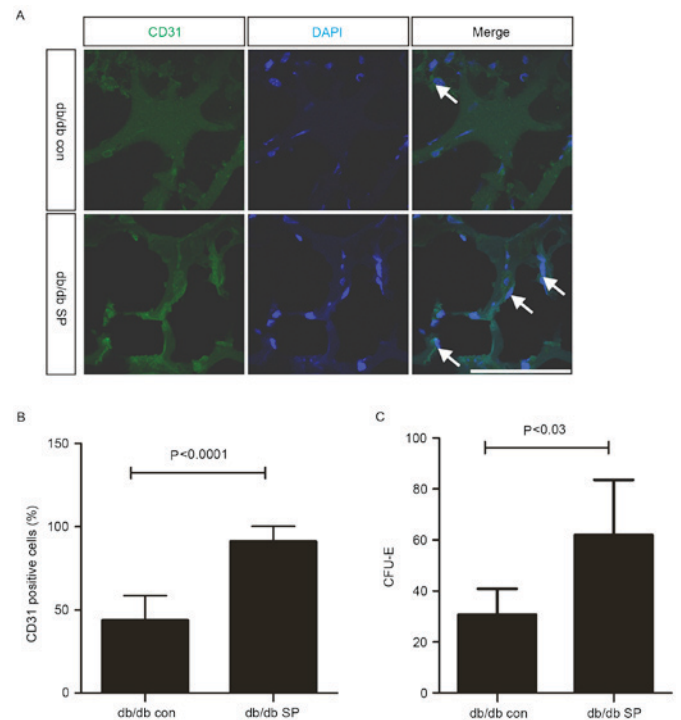 A
CD31 DAPI Merge
db/db con
db/db SP
B
P<0.0001
150
100
50
0
CD31 positive cells (%)
db/db con db/db SP
C
P<0.03
100
80
60
40
20
0
CFU-E
db/db con db/db SP